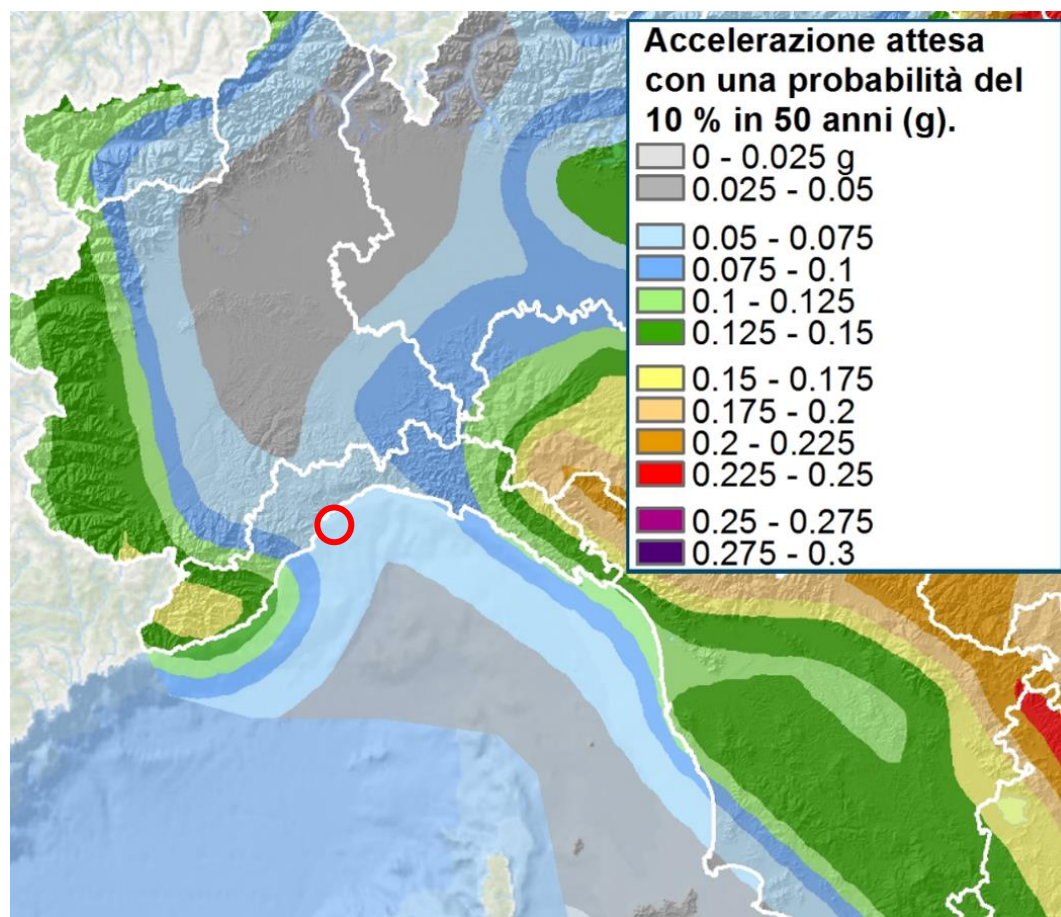 Accelerazione attesa
con una probabilità del
10 % in 50 anni (g).
0 - 0.025 g
0.025 - 0.05
0.05 - 0.075
0.075 - 0.1
0.1 - 0.125
0.125 - 0.15
0.15 - 0.175
0.175 - 0.2
0.2 - 0.225
0.225 - 0.25
0.25 - 0.275
0.275 - 0.3